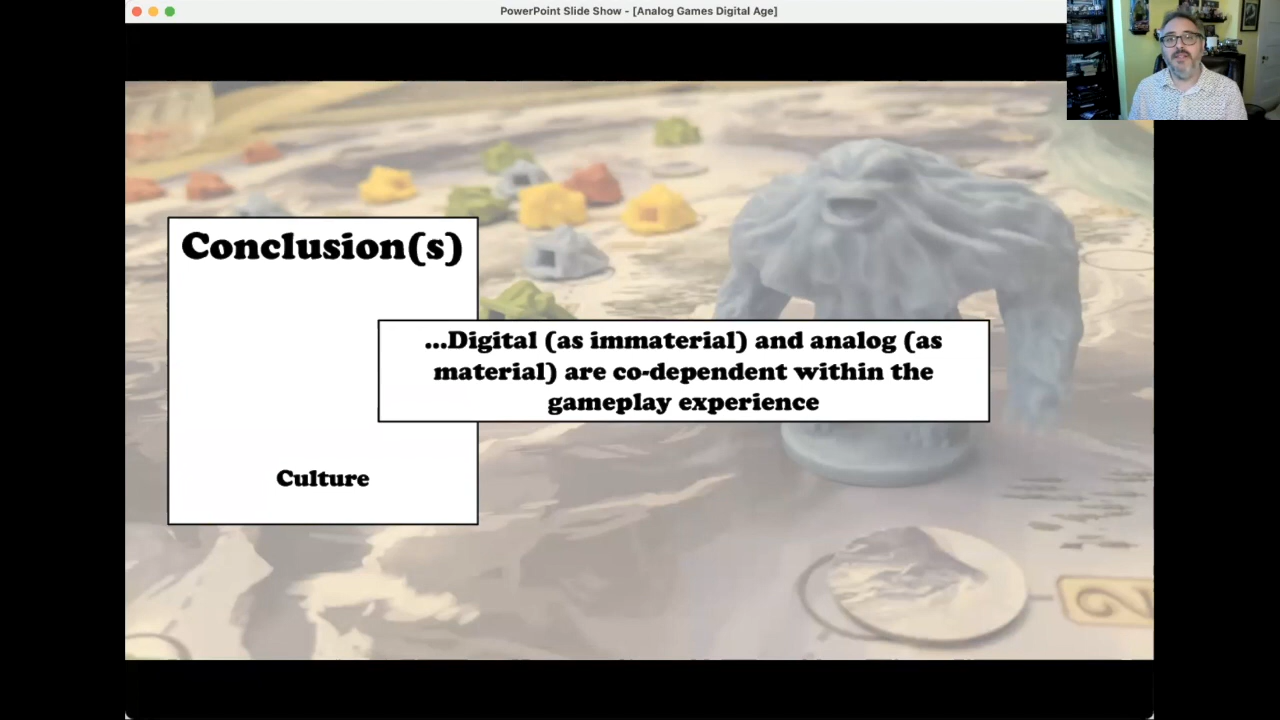 PowerPoint Slide Show - [Analog Games Digital Age]
Conclusion(s)
...Digital (as immaterial) and analog (as
material) are co-dependent within the
gameplay experience
Culture